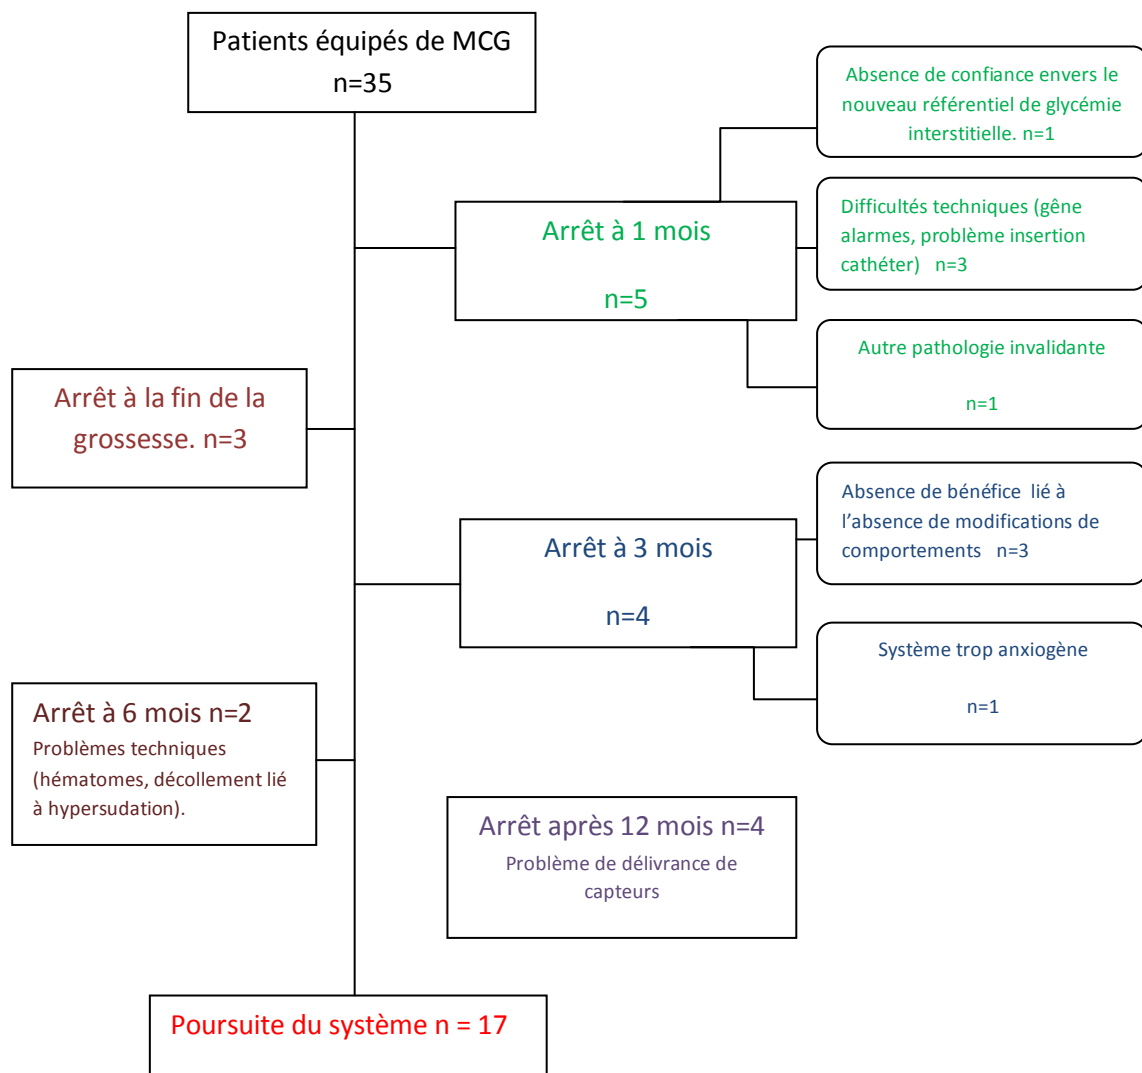 Patients équipés de MCG
n=35
Absence de confiance envers le
nouveau référentiel de glycémie
interstitielle. n=1
Arrêt à 1 mois
n=5
Difficultés techniques (gêne
alarmes, problème insertion
cathéter) n=3
Autre pathologie invalidante
n=1
Arrêt à la fin de la
grossesse. n=3
Arrêt à 3 mois
n=4
Absence de bénéfice lié à
l'absence de modifications de
comportements n=3
Système trop anxiogène
n=1
Arrêt à 6 mois n=2
Problèmes techniques
(hématomes, décollement lié
à hypersudation).
Arrêt après 12 mois n=4
Problème de délivrance de
capteurs
Poursuite du système n = 17